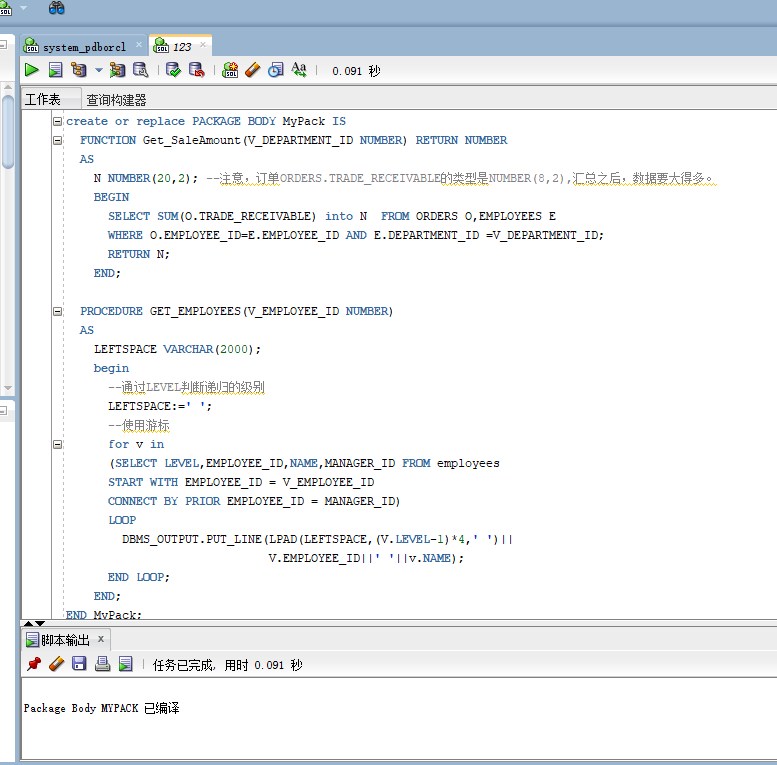 system_pdborcl
123
0.091 秒
工作表 查询构建器
create or replace PACKAGE BODY MyPack IS
FUNCTION Get_SaleAmount(V_DEPARTMENT_ID NUMBER) RETURN NUMBER
AS
N NUMBER(20,2); --注意，订单ORDERS.TRADE_RECEIVABLE的类型是NUMBER(8,2),汇总之后，数据要大得多。
BEGIN
SELECT SUM(O.TRADE_RECEIVABLE) into N  FROM ORDERS O,EMPLOYEES E
WHERE O.EMPLOYEE_ID=E.EMPLOYEE_ID AND E.DEPARTMENT_ID =V_DEPARTMENT_ID;
RETURN N;
END;
PROCEDURE GET_EMPLOYEES(V_EMPLOYEE_ID NUMBER)
AS
LEFTSPACE VARCHAR(2000);
begin
--通过LEVEL判断递归的级别
LEFTSPACE:=' ';
--使用游标
for v in
(SELECT LEVEL,EMPLOYEE_ID,NAME,MANAGER_ID FROM employees
START WITH EMPLOYEE_ID = V_EMPLOYEE_ID
CONNECT BY PRIOR EMPLOYEE_ID = MANAGER_ID)
LOOP
DBMS_OUTPUT.PUT_LINE(LPAD(LEFTSPACE,(V.LEVEL-1)*4,' ')||
V.EMPLOYEE_ID||' '||v.NAME);
END LOOP;
END;
END MyPack;
脚本输出 x
任务已完成, 用时 0.091 秒
Package Body MYPACK 已编译